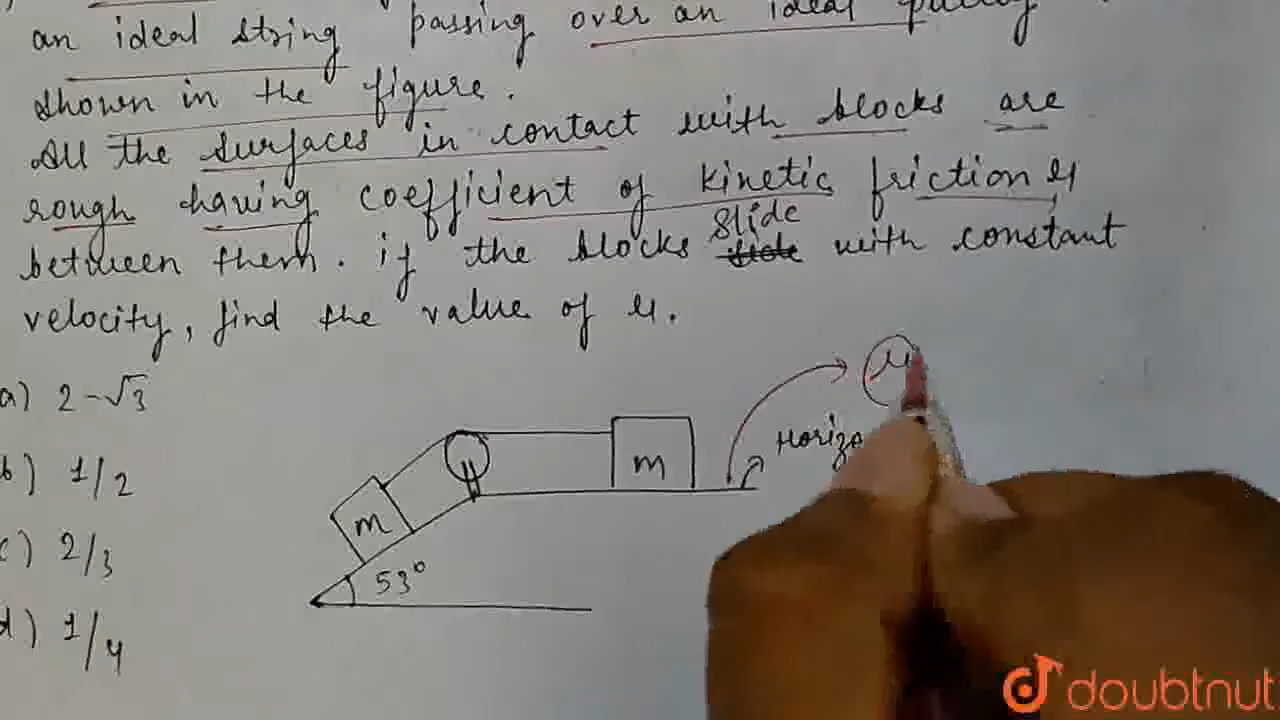 an ideal string passing over an ideal pulley
shown in the figure.
All the surfaces in contact with blocks are
rough having coefficient of kinetic friction μ
between them. if the blocks slide with constant
velocity, find the value of μ.
a) 2-√3
b) 1/2
c) 2/3
d) 1/4
m
m
53°
μ
Horizo
doubtnut